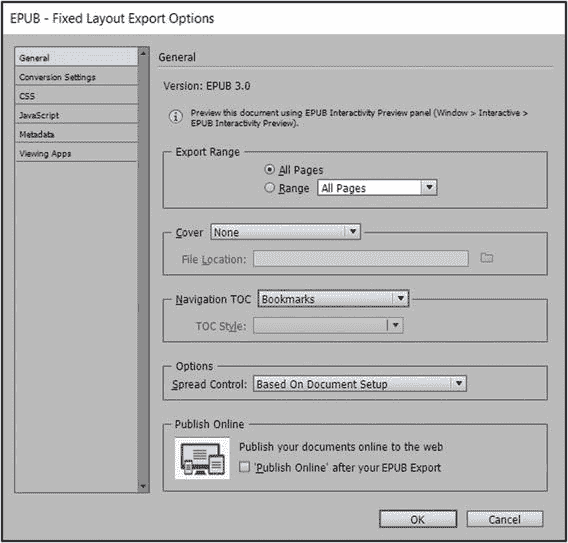 EPUB - Fixed Layout Export Options
General
Conversion Settings
CSS
JavaScript
Metadata
Viewing Apps
General
Version: EPUB 3.0
Preview this document using EPUB Interactivity Preview panel (Window > Interactive >
EPUB Interactivity Preview).
Export Range
All Pages
Range All Pages
Cover None
File Location:
Navigation TOC Bookmarks
TOC Style:
Options
Spread Control: Based On Document Setup
Publish Online
Publish your documents online to the web
'Publish Online' after your EPUB Export
OK Cancel